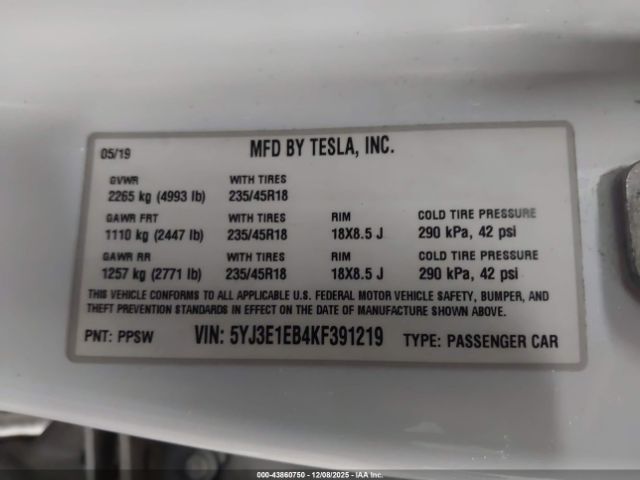 05/19 MFD BY TESLA, INC.
GVWR WITH TIRES
2265 kg (4993 lb) 235/45R18
GAWR FRT WITH TIRES RIM COLD TIRE PRESSURE
1110 kg (2447 lb) 235/45R18 18X8.5 J 290 kPa, 42 psi
GAWR RR WITH TIRES RIM COLD TIRE PRESSURE
1257 kg (2771 lb) 235/45R18 18X8.5 J 290 kPa, 42 psi
THIS VEHICLE CONFORMS TO ALL APPLICABLE U.S. FEDERAL MOTOR VEHICLE SAFETY, BUMPER, AND
THEFT PREVENTION STANDARDS IN EFFECT ON THE DATE OF MANUFACTURE SHOWN ABOVE.
PNT: PPSW VIN: 5YJ3E1EB4KF391219 TYPE: PASSENGER CAR
000-43860750 - 12/08/2025 - IAA Inc.